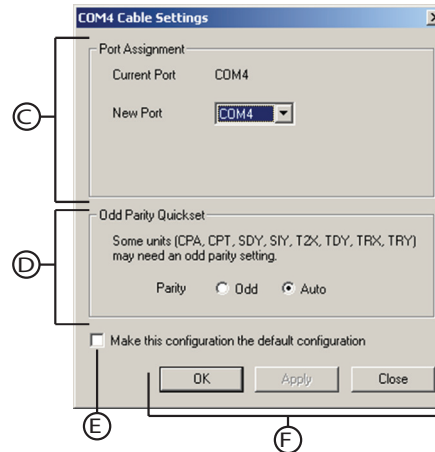 COM4 Cable Settings
Port Assignment
Current Port COM4
New Port COM4
C
Odd Parity Quickset
Some units (CPA, CPT, SDY, SIY, T2X, TDY, TRX, TRY)
may need an odd parity setting.
D
Parity Odd Auto
Make this configuration the default configuration
OK Apply Close
E
F